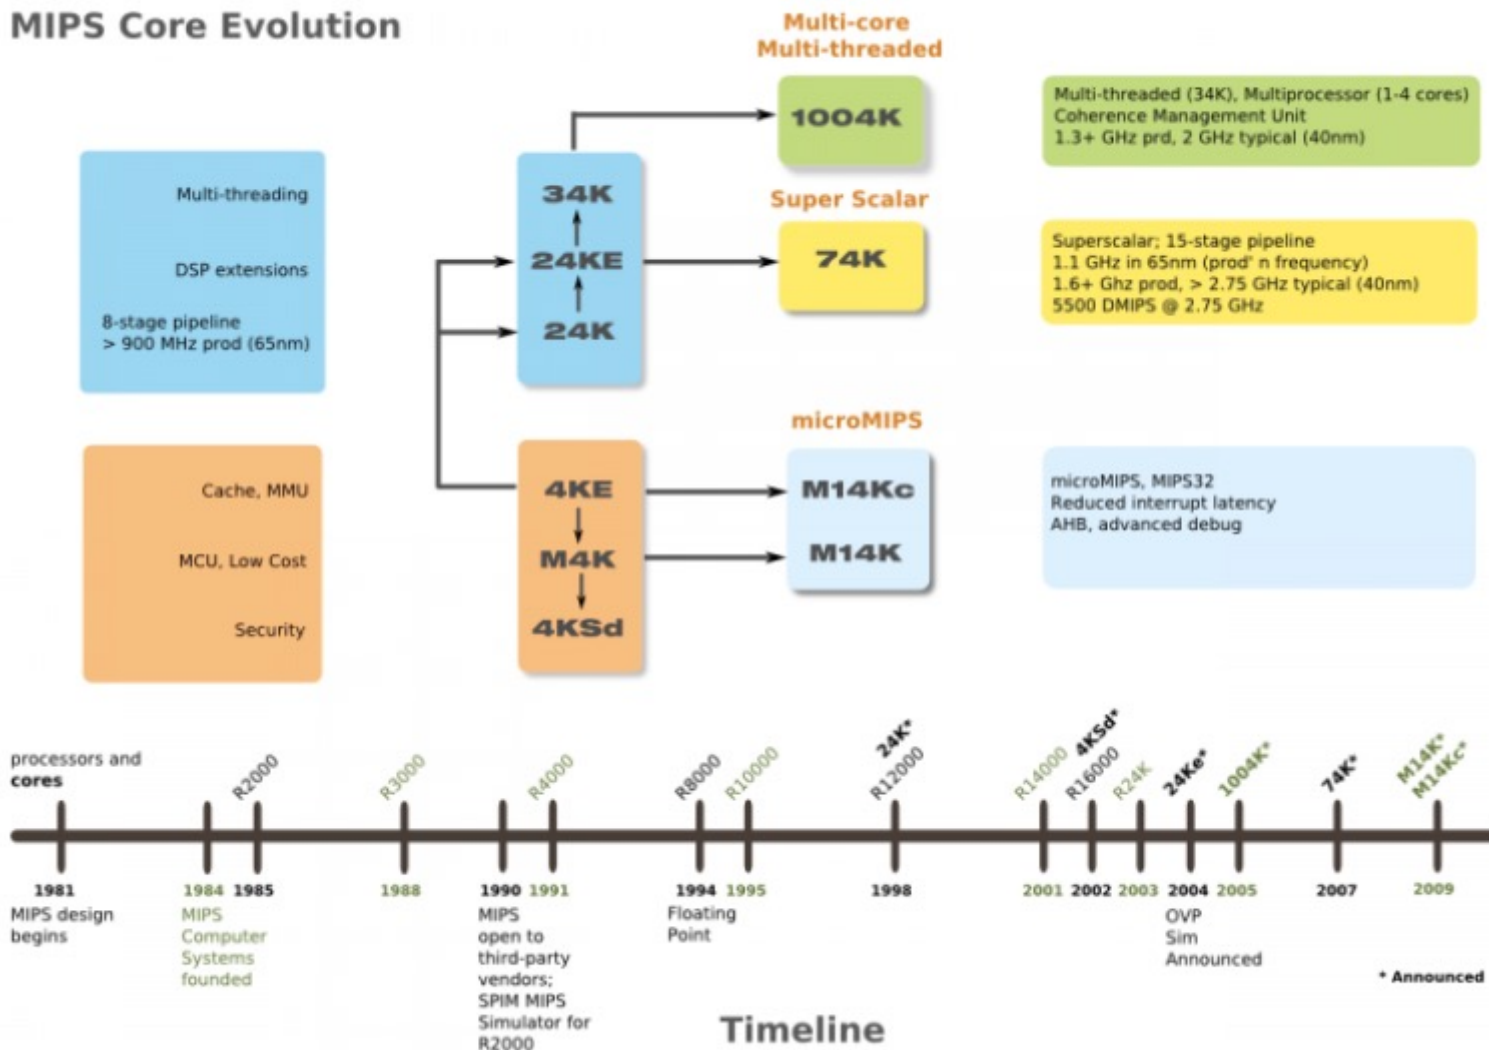 MIPS Core Evolution
Multi-core
Multi-threaded
1004K
Multi-threaded (34K), Multiprocessor (1-4 cores)
Coherence Management Unit
1.3+ GHz prd, 2 GHz typical (40nm)
Multi-threading
DSP extensions
8-stage pipeline
> 900 MHz prod (65nm)
34K
24KE
24K
Super Scalar
74K
Superscalar; 15-stage pipeline
1.1 GHz in 65nm (prod' n frequency)
1.6+ Ghz prod, > 2.75 GHz typical (40nm)
5500 DMIPS @ 2.75 GHz
Cache, MMU
MCU, Low Cost
Security
4KE
M4K
4KSd
microMIPS
M14Kc
M14K
microMIPS, MIPS32
Reduced interrupt latency
AHB, advanced debug
processors and
cores
R2000
R3000
R4000
R8000
R10000
24K*
R12000
R14000
4KSd*
R16000
R24K
24Ke*
1004K*
74K*
M14K*
M14Kc*
1981
1984
1985
1988
1990
1991
1994
1995
1998
2001
2002
2003
2004
2005
2007
2009
MIPS design
begins
MIPS
Computer
Systems
founded
MIPS
open to
third-party
vendors;
SPIM MIPS
Simulator for
R2000
Floating
Point
OVP
Sim
Announced
* Announced
Timeline